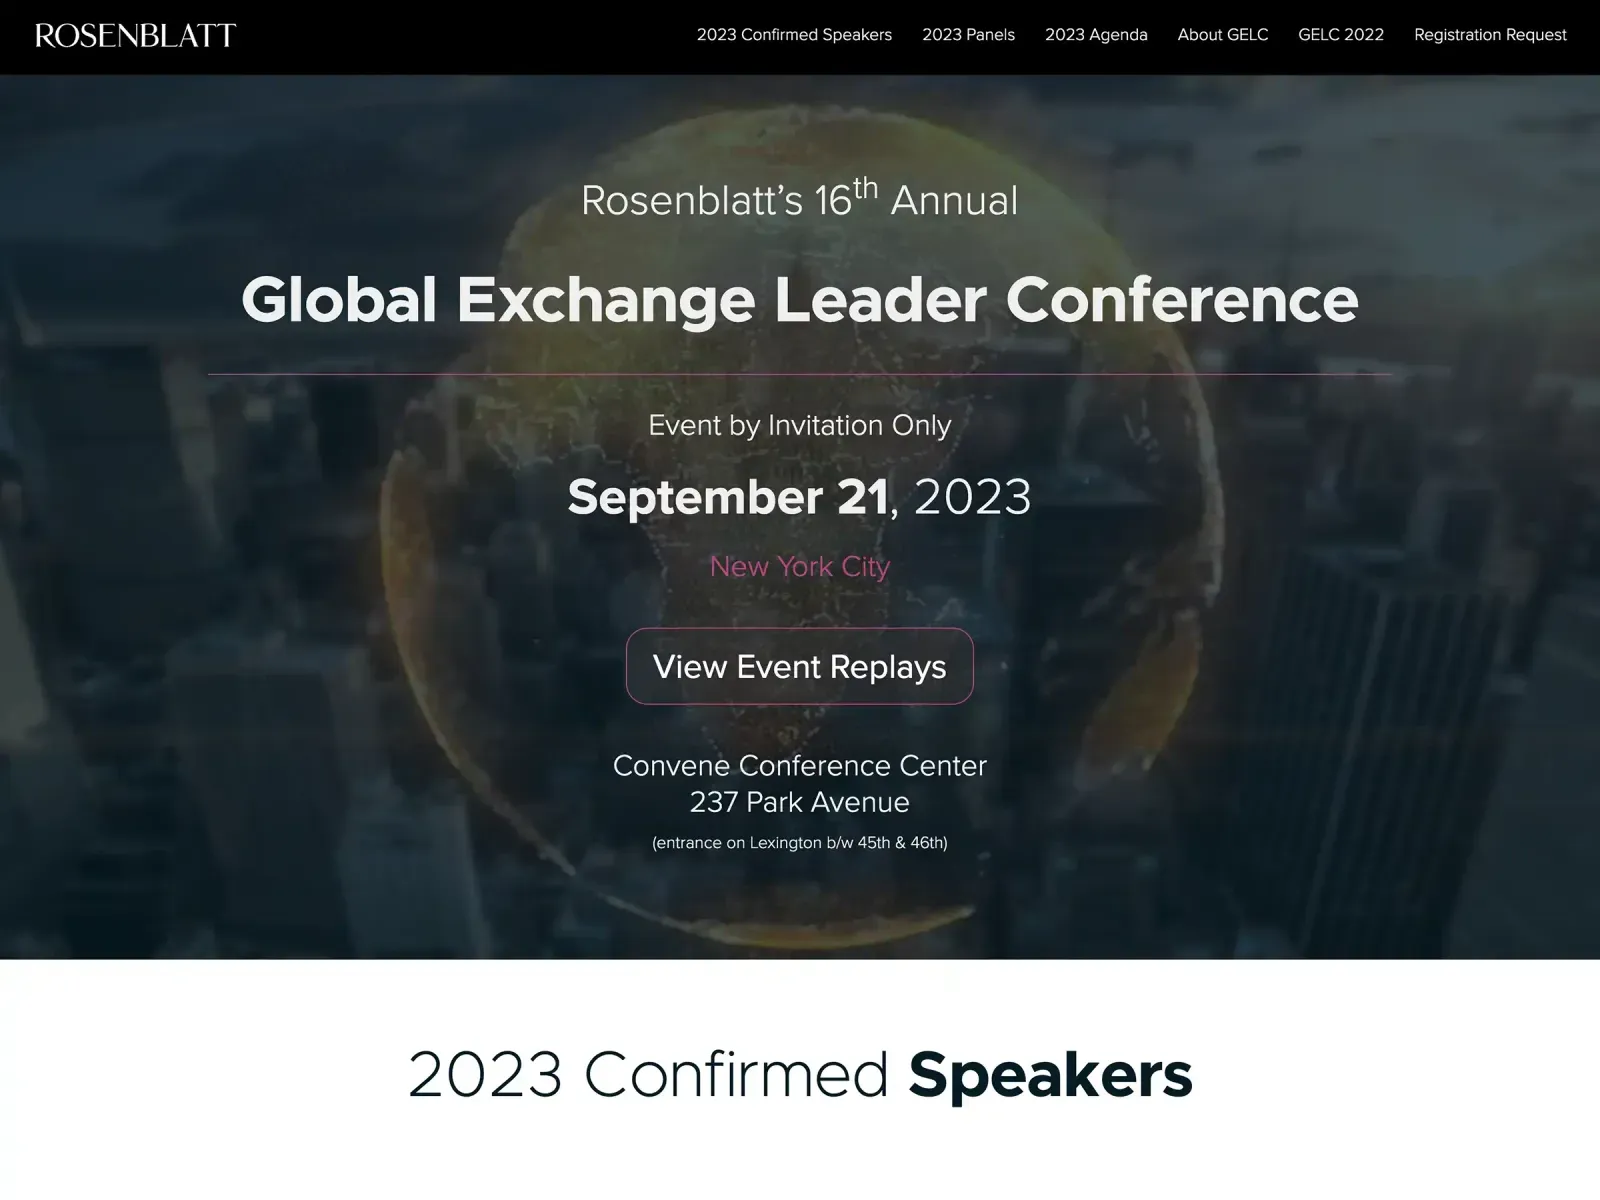 ROSENBLATT
2023 Confirmed Speakers
2023 Panels
2023 Agenda
About GELC
GELC 2022
Registration Request
Rosenblatt’s 16th Annual
Global Exchange Leader Conference
Event by Invitation Only
September 21, 2023
New York City
View Event Replays
Convene Conference Center
237 Park Avenue
(entrance on Lexington b/w 45th & 46th)
2023 Confirmed Speakers